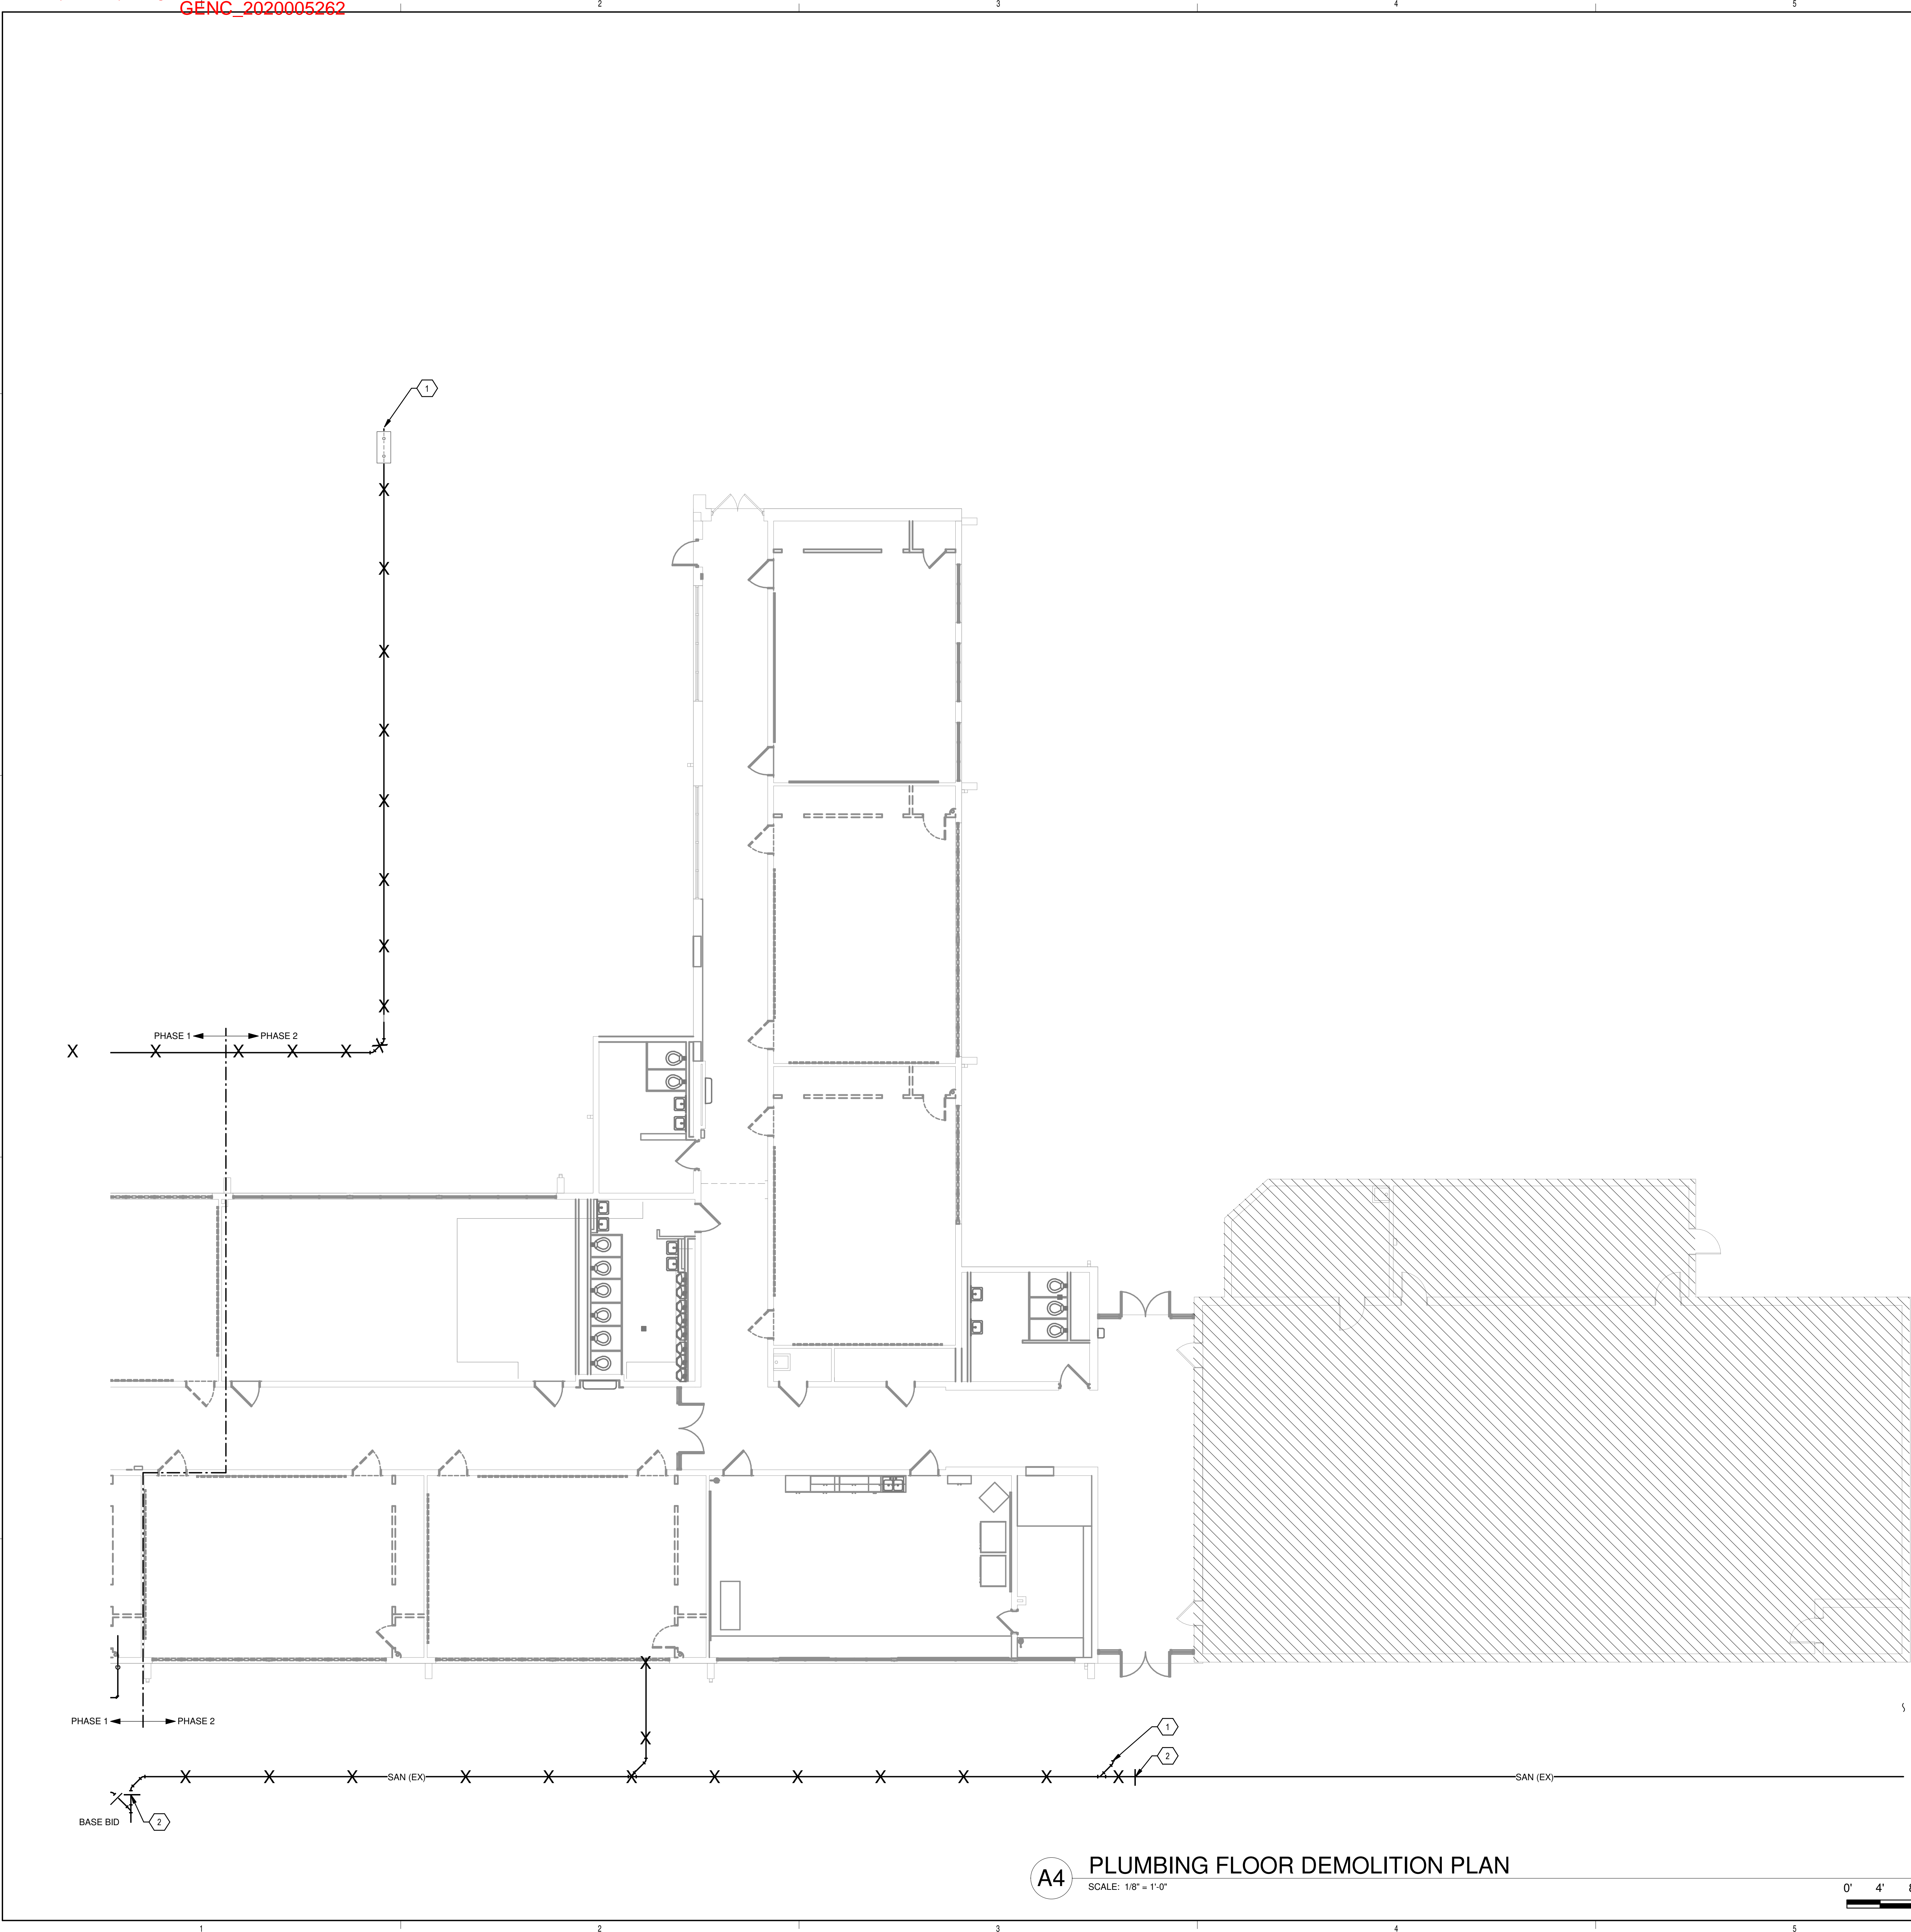 GENC_2020005262
2
3
4
5
1
PHASE 1
PHASE 2
PHASE 1
PHASE 2
1
2
SAN (EX)
SAN (EX)
BASE BID
2
A4
PLUMBING FLOOR DEMOLITION PLAN
SCALE: 1/8" = 1'-0"
0' 4' 8
1
2
3
4
5